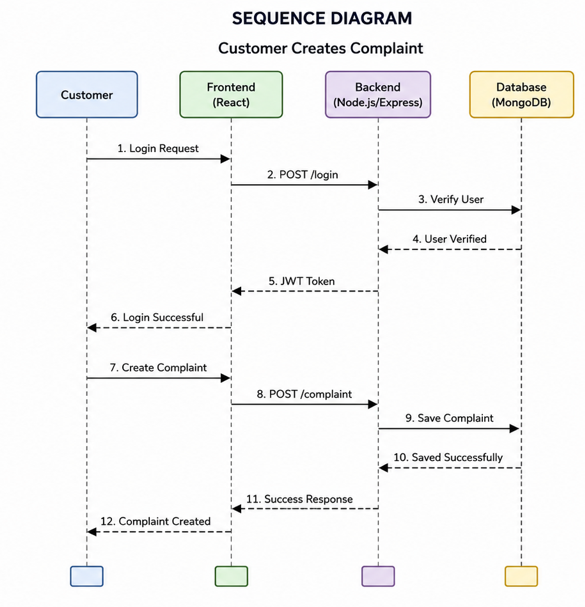 SEQUENCE DIAGRAM
Customer Creates Complaint
Customer
Frontend
(React)
Backend
(Node.js/Express)
Database
(MongoDB)
1. Login Request
2. POST /login
3. Verify User
4. User Verified
5. JWT Token
6. Login Successful
7. Create Complaint
8. POST /complaint
9. Save Complaint
10. Saved Successfully
11. Success Response
12. Complaint Created